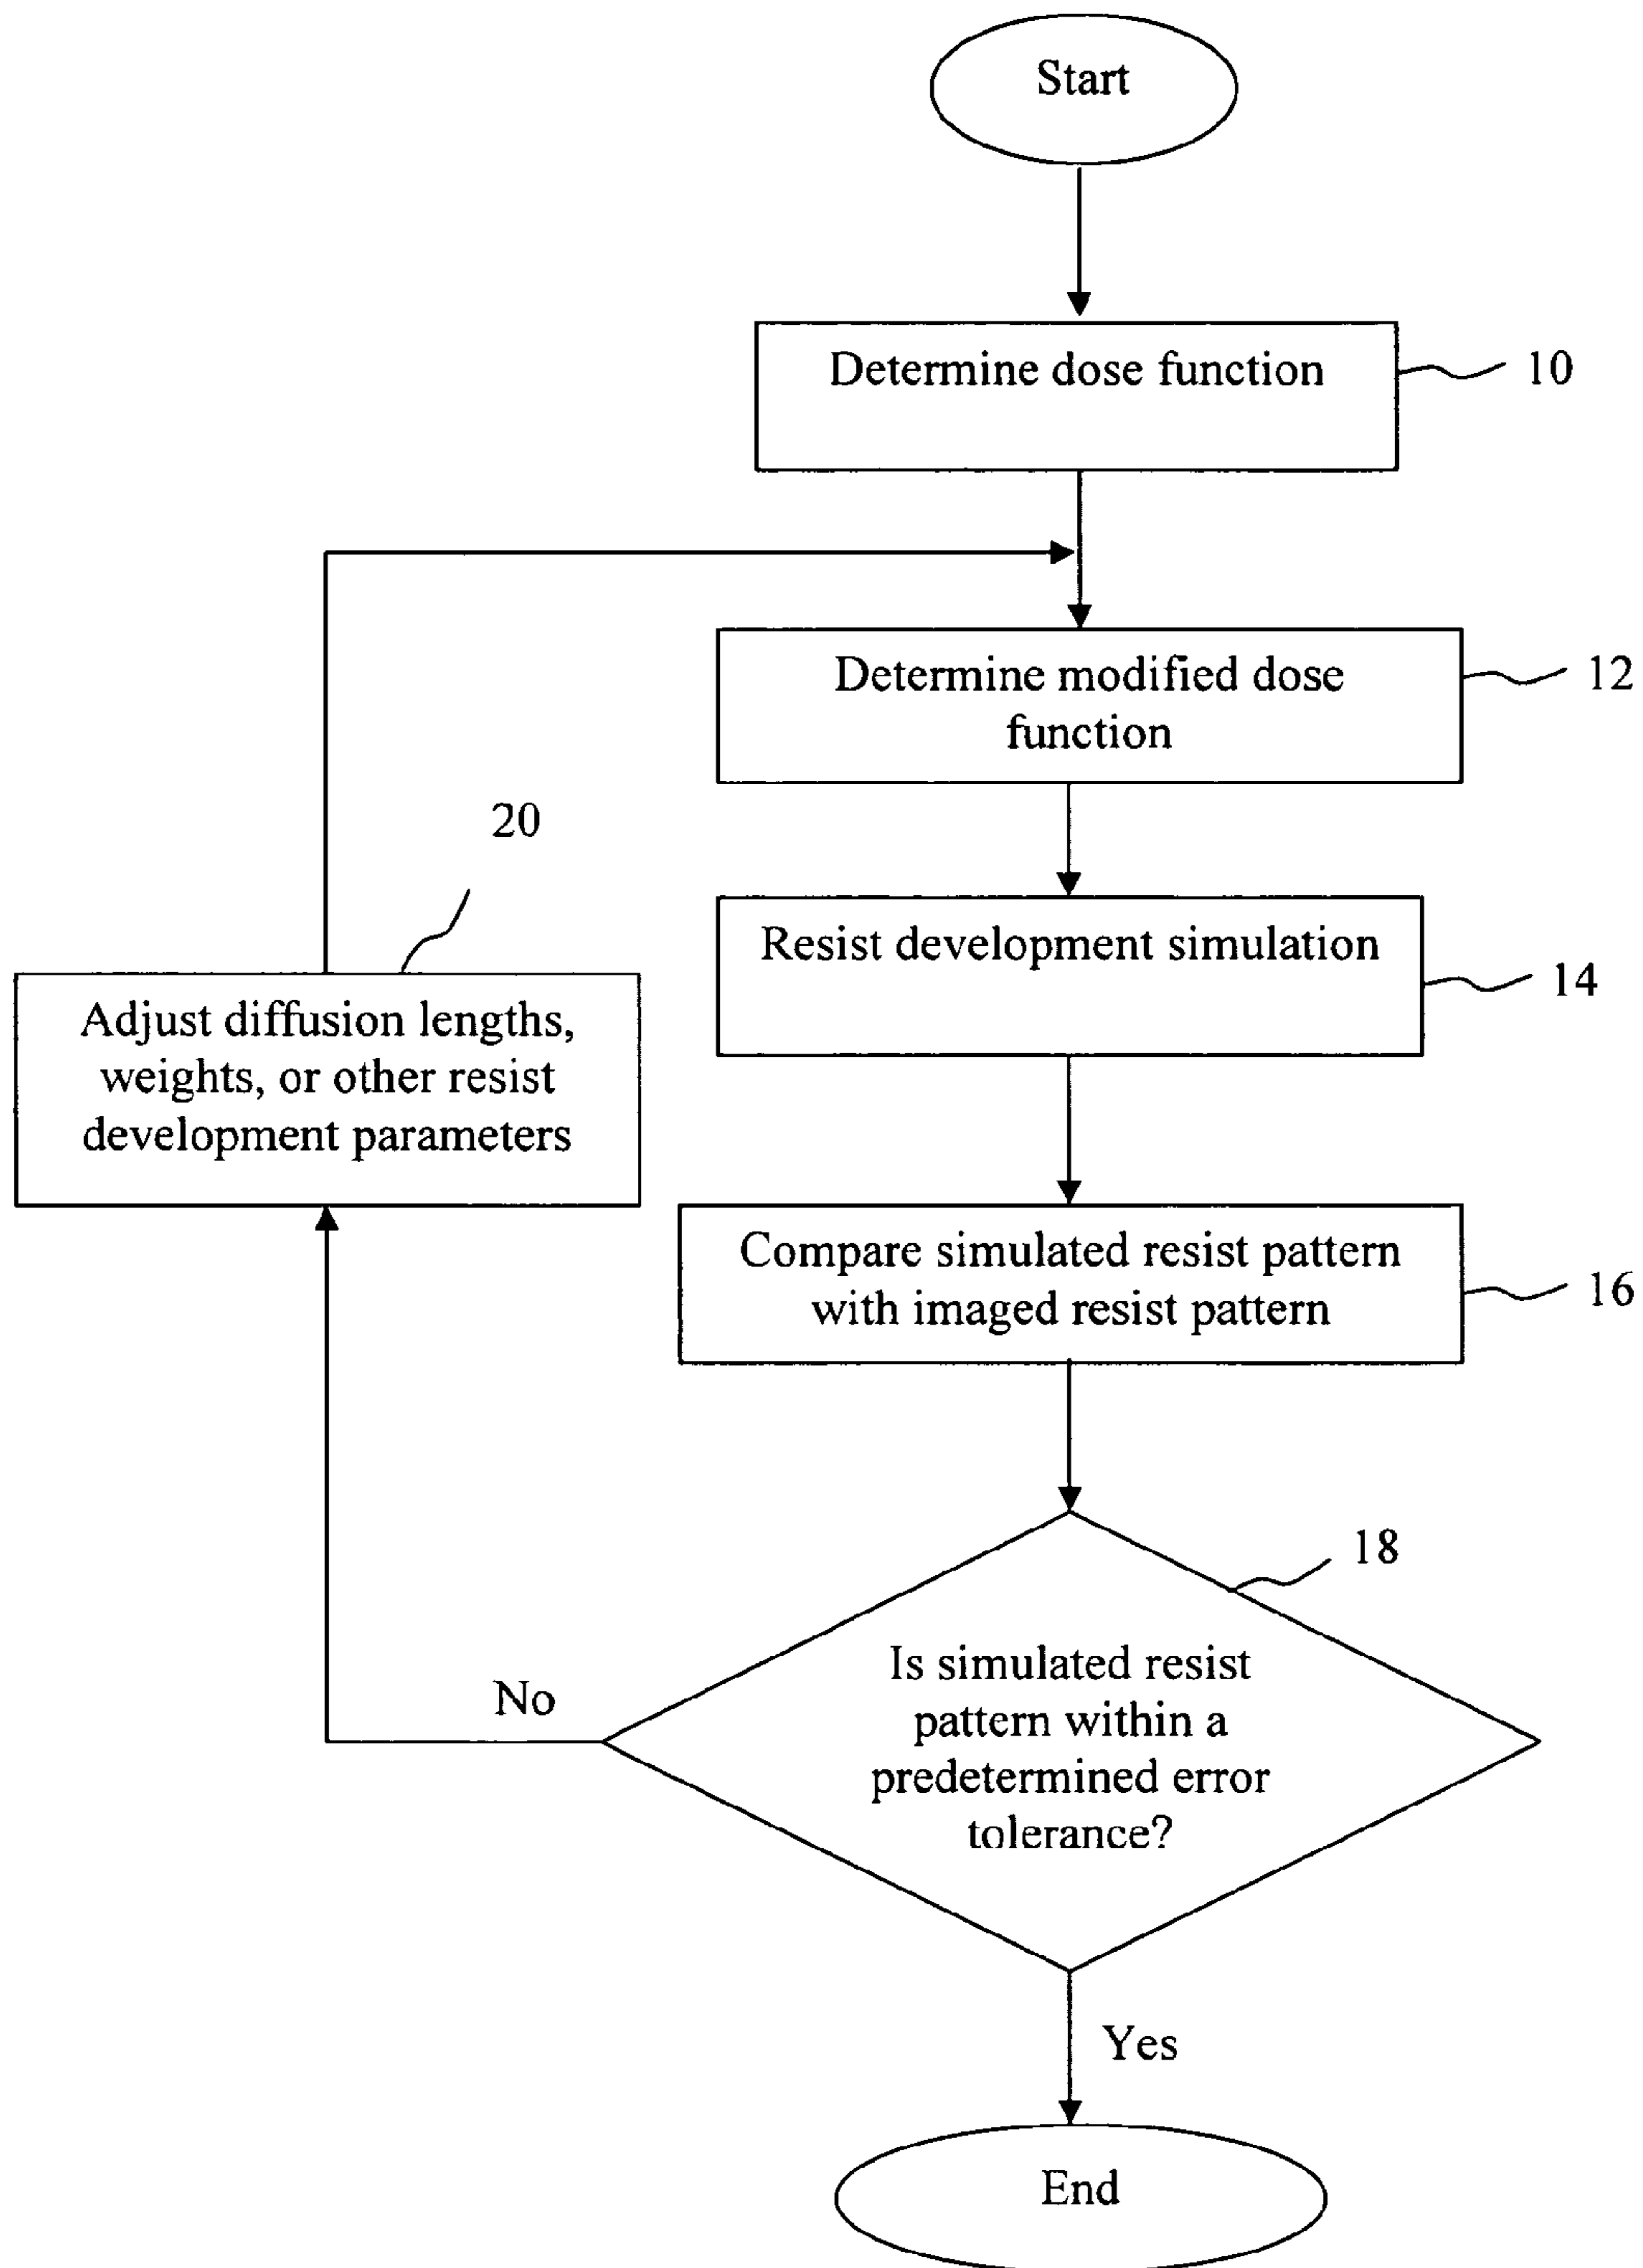 Start
Determine dose function
10
Determine modified dose
function
12
20
Resist development simulation
14
Adjust diffusion lengths,
weights, or other resist
development parameters
Compare simulated resist pattern
with imaged resist pattern
16
18
Is simulated resist
pattern within a
predetermined error
tolerance?
No
Yes
End